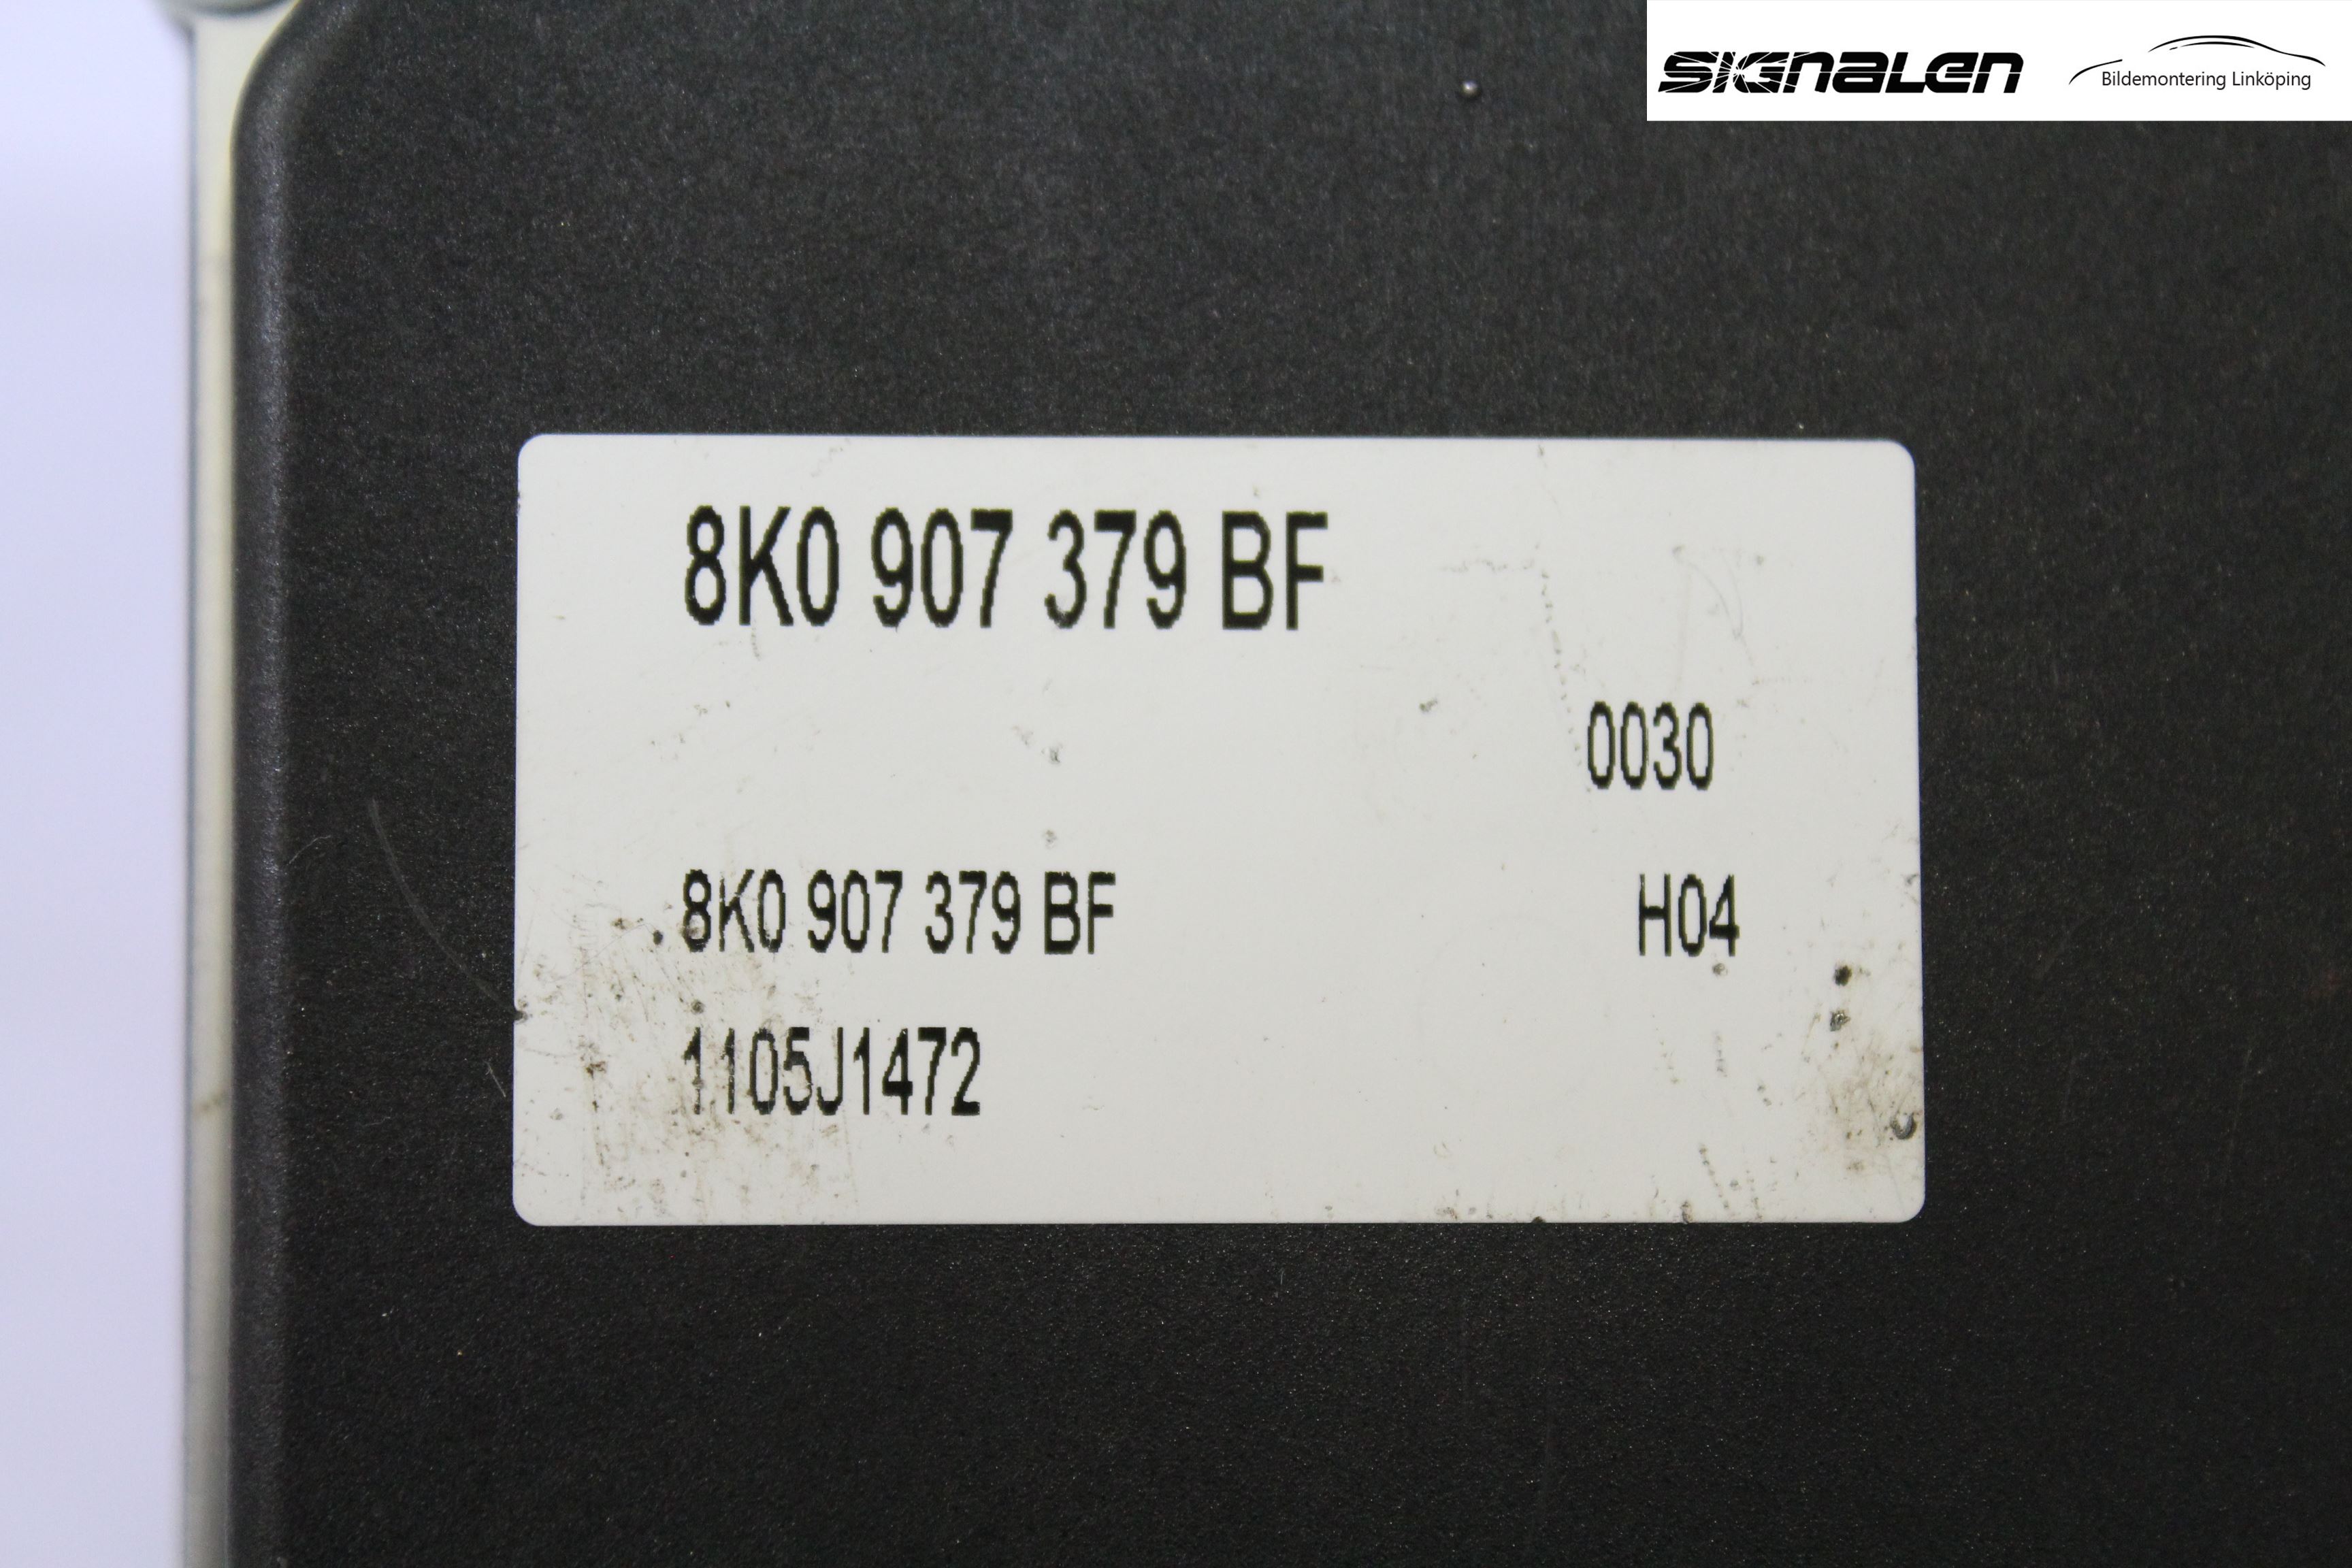 SIGNALEN
Bildemontering Linköping
8K0 907 379 BF
0030
8K0 907 379 BF H04
1105J1472